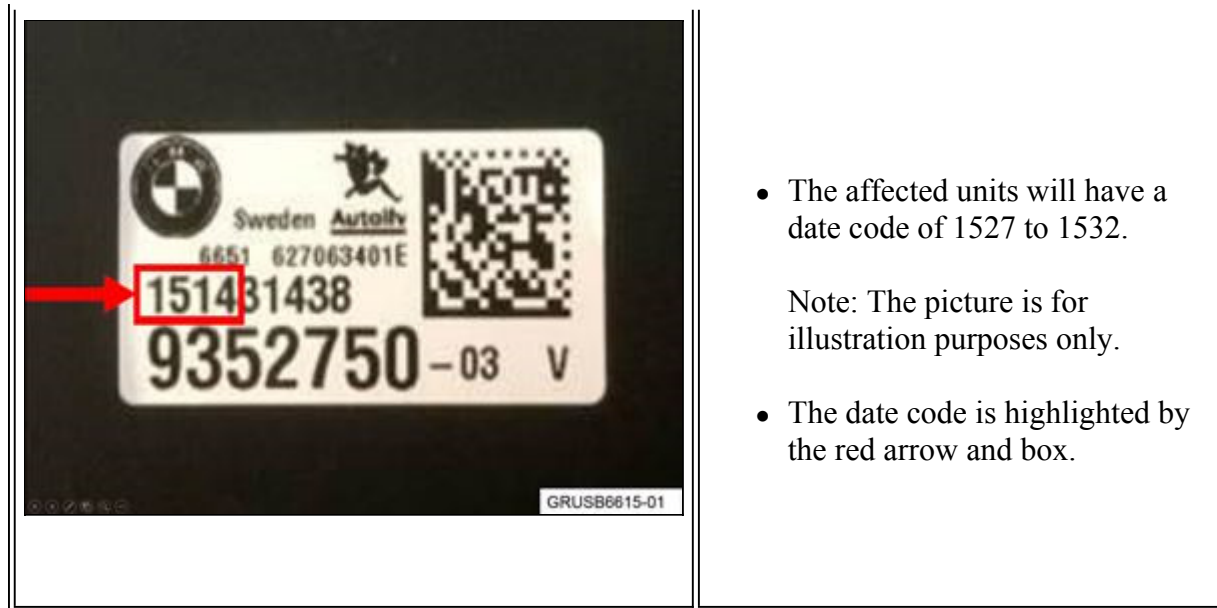 Sweden Autoliv
6651 627063401E
151431438
9352750 - 03 V
GRUSB6615-01
• The affected units will have a
date code of 1527 to 1532.
Note: The picture is for
illustration purposes only.
• The date code is highlighted by
the red arrow and box.